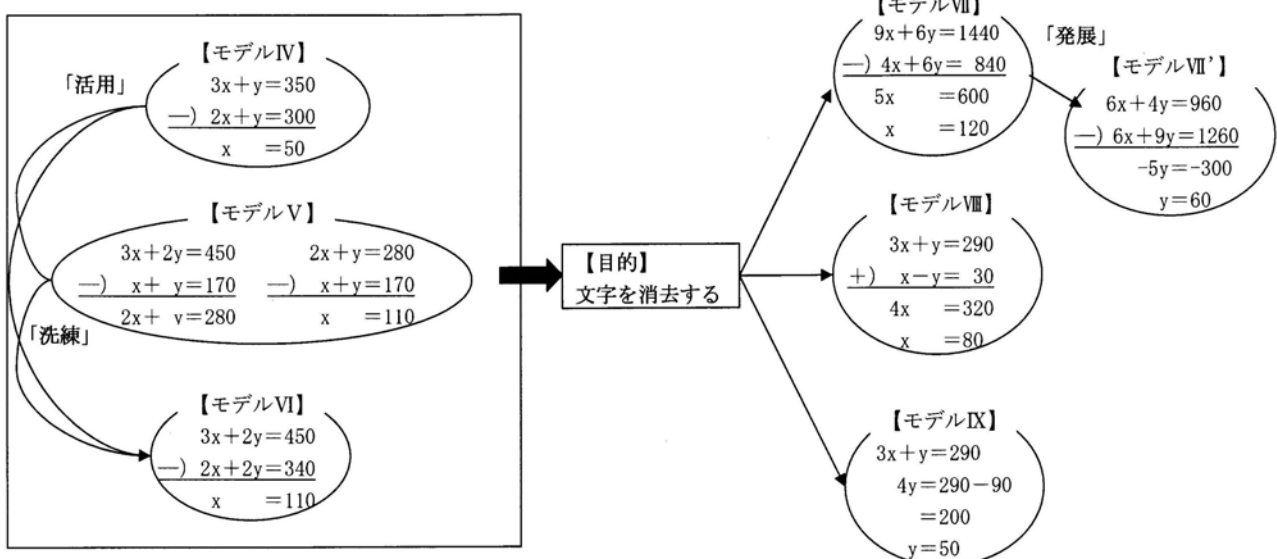 【モデルⅣ】
3x+y=350
—) 2x+y=300
x =50
「活用」
【モデルⅤ】
3x+2y=450
—) x+ y=170
2x+ y=280
2x+y=280
—) x+y=170
x =110
「洗練」
【モデルⅥ】
3x+2y=450
—) 2x+2y=340
x =110
【目的】
文字を消去する
【モデルⅦ】
9x+6y=1440
—) 4x+6y= 840
5x =600
x =120
「発展」
【モデルⅦ'】
6x+4y=960
—) 6x+9y=1260
-5y=-300
y=60
【モデルⅧ】
3x+y=290
+) x-y= 30
4x =320
x =80
【モデルⅨ】
3x+y=290
4y=290-90
=200
y=50